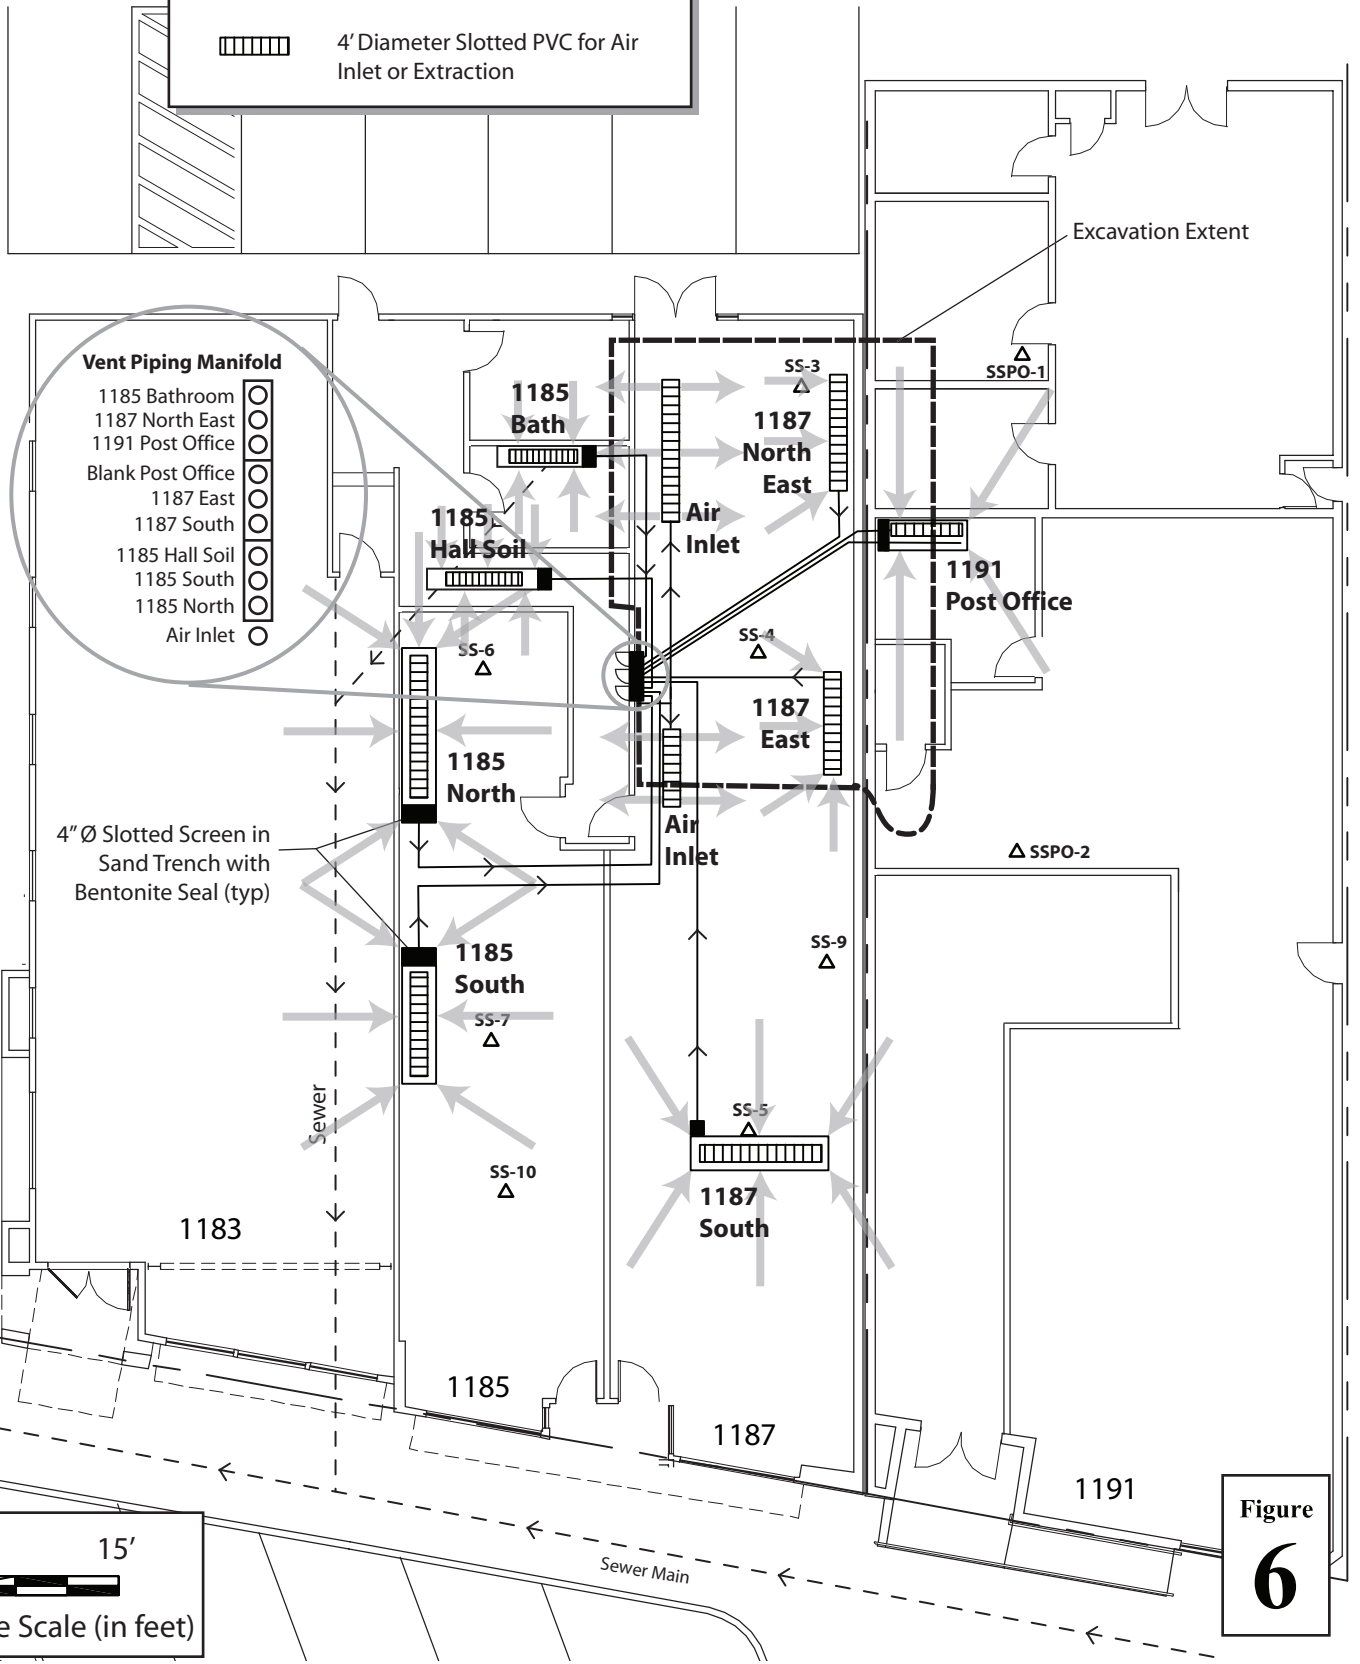 4’ Diameter Slotted PVC for Air
Inlet or Extraction
Excavation Extent
Vent Piping Manifold
1185 Bathroom
1187 North East
1191 Post Office
Blank Post Office
1187 East
1187 South
1185 Hall Soil
1185 South
1185 North
Air Inlet
1185
Bath
SS-3
1187
North
East
SSPO-1
1185
Hall Soil
Air
Inlet
1191
Post Office
SS-6
SS-4
1187
East
1185
North
4” Ø Slotted Screen in
Sand Trench with
Bentonite Seal (typ)
Air
Inlet
SSPO-2
1185
South
SS-9
SS-7
Sewer
SS-5
SS-10
1187
South
1183
1185
1187
1191
Sewer Main
15’
e Scale (in feet)
Figure
6